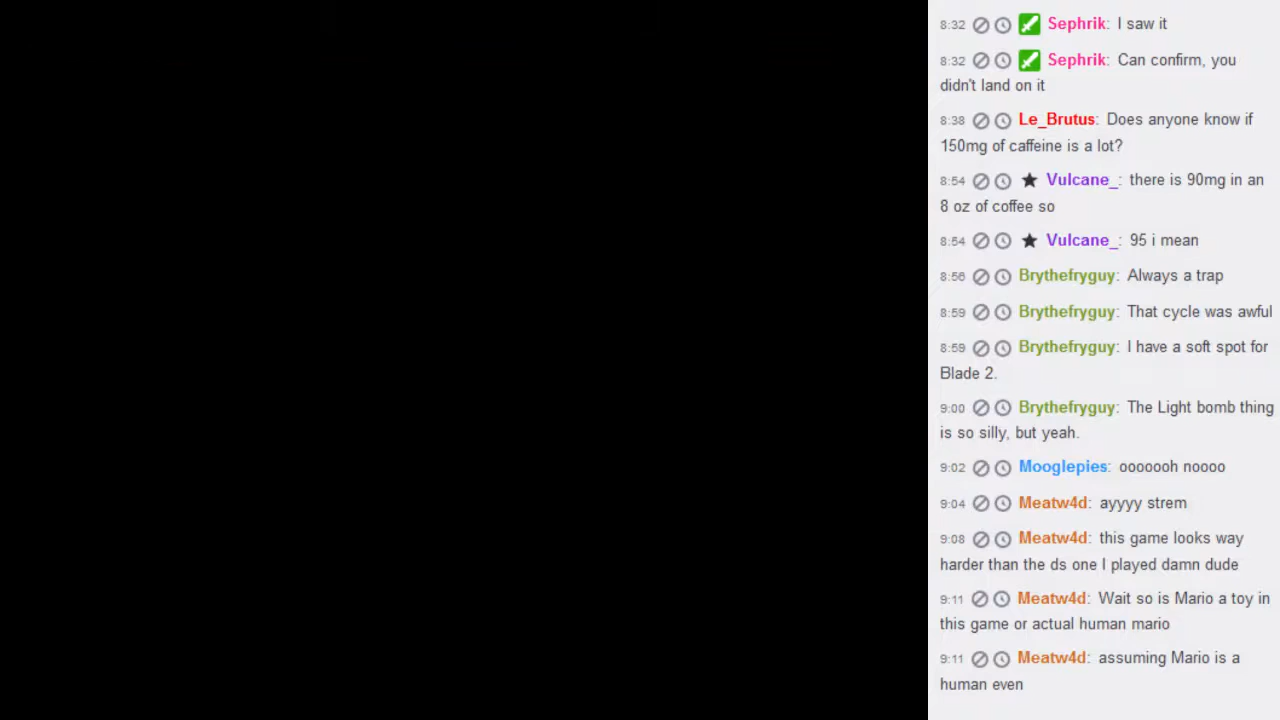 8:32 Sephrik: I saw it
8:32 Sephrik: Can confirm, you
didn't land on it
8:38 Le_Brutus: Does anyone know if
150mg of caffeine is a lot?
8:54 Vulcane_: there is 90mg in an
8 oz of coffee so
8:54 Vulcane_: 95 i mean
8:56 Brythefryguy: Always a trap
8:59 Brythefryguy: That cycle was awful
8:59 Brythefryguy: I have a soft spot for
Blade 2.
9:00 Brythefryguy: The Light bomb thing
is so silly, but yeah.
9:02 Mooglepies: ooooooh noooo
9:04 Meatw4d: ayyyy strem
9:08 Meatw4d: this game looks way
harder than the ds one I played damn dude
9:11 Meatw4d: Wait so is Mario a toy in
this game or actual human mario
9:11 Meatw4d: assuming Mario is a
human even